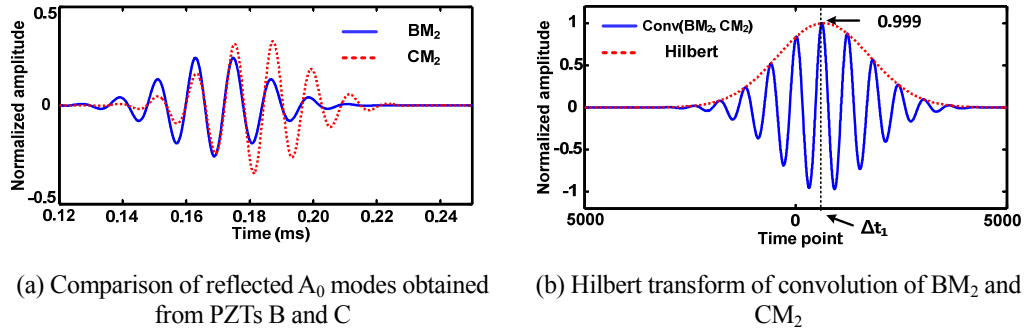 0.5
0
-0.5
Normalized amplitude
BM₂
CM₂
0.12 0.14 0.16 0.18 0.20 0.22 0.24
Time (ms)
(a) Comparison of reflected A₀ modes obtained
from PZTs B and C
1
0.5
0
-0.5
-1
Normalized amplitude
Conv(BM₂, CM₂)
Hilbert
0.999
5000 0 5000
Δt₁
Time point
(b) Hilbert transform of convolution of BM₂ and
CM₂